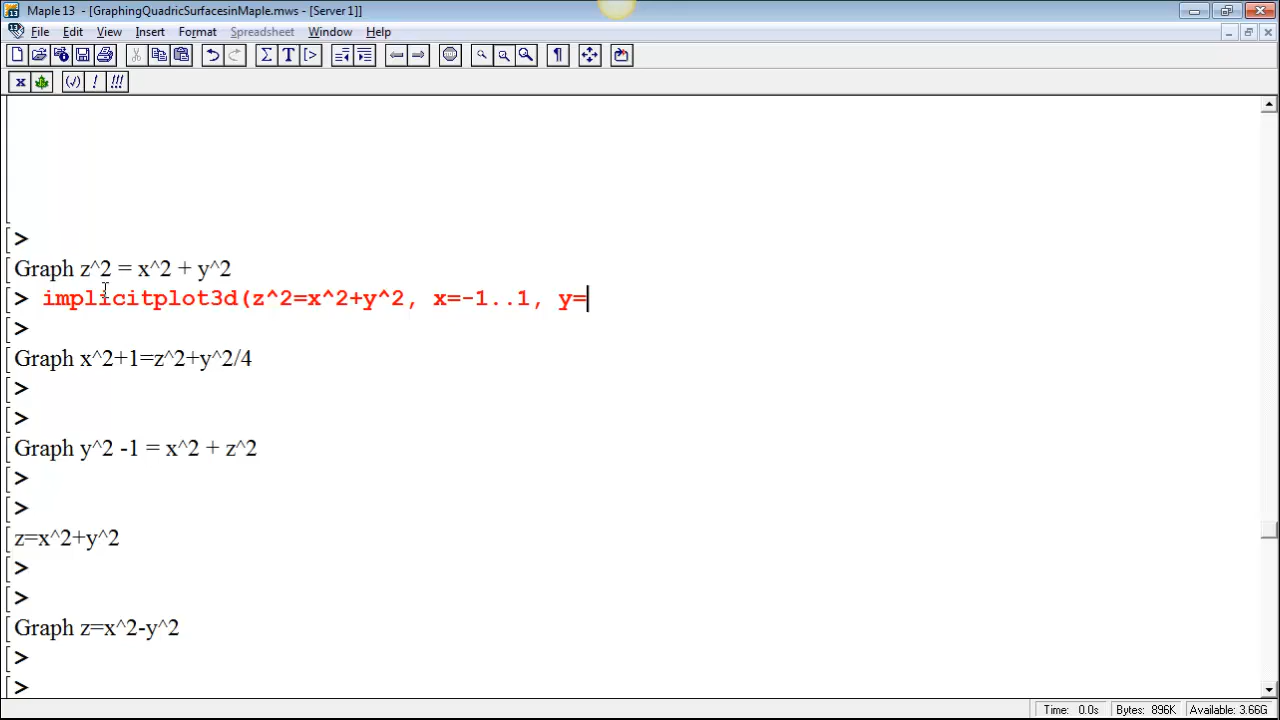 Maple 13 - [GraphingQuadricSurfacesinMaple.mws - [Server 1]]
File Edit View Insert Format Spreadsheet Window Help
>
Graph z^2 = x^2 + y^2
> implicitplot3d(z^2=x^2+y^2, x=-1..1, y=
>
Graph x^2+1=z^2+y^2/4
>
>
Graph y^2 -1 = x^2 + z^2
>
>
z=x^2+y^2
>
>
Graph z=x^2-y^2
>
>
Time: 0.0s Bytes: 896K Available: 3.66G